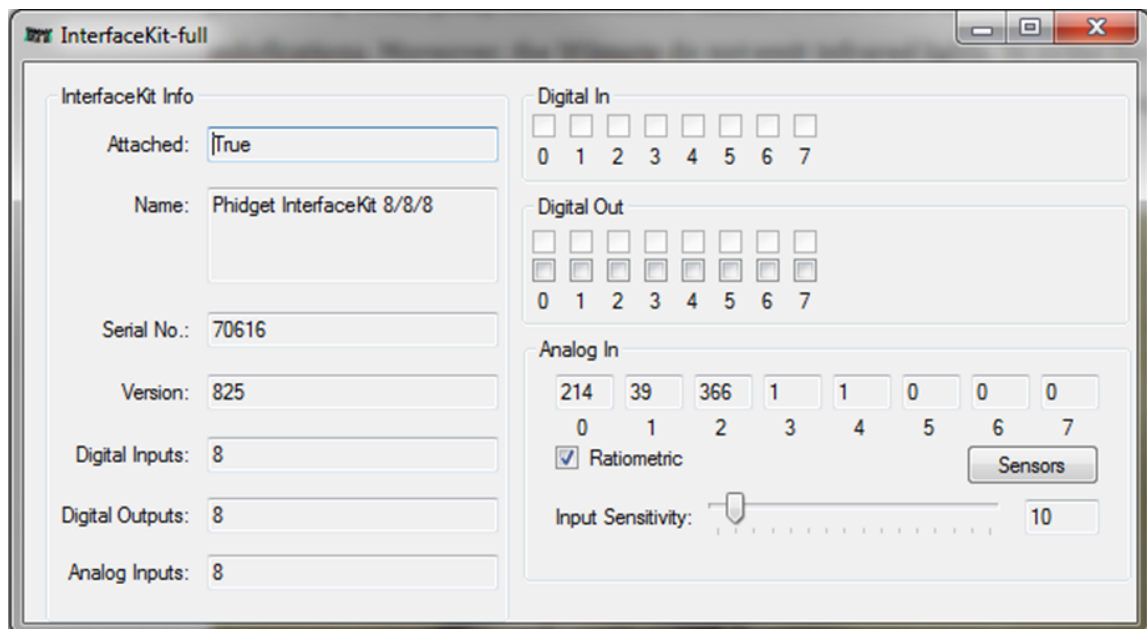 InterfaceKit-full
InterfaceKit Info
Attached: True
Name: Phidget InterfaceKit 8/8/8
Serial No.: 70616
Version: 825
Digital Inputs: 8
Digital Outputs: 8
Analog Inputs: 8
Digital In
0 1 2 3 4 5 6 7
Digital Out
0 1 2 3 4 5 6 7
Analog In
214 39 366 1 1 0 0 0
0 1 2 3 4 5 6 7
Ratiometric
Sensors
Input Sensitivity: 10